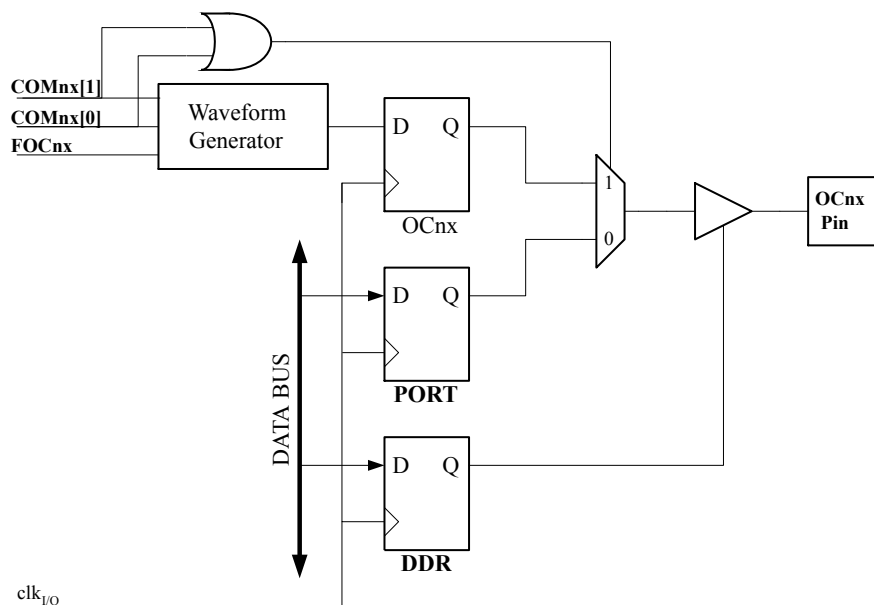 COMnx[1]
COMnx[0]
FOCnx
Waveform
Generator
D Q
OCnx
1
0
OCnx
Pin
D Q
PORT
DATA BUS
D Q
DDR
clkI/O